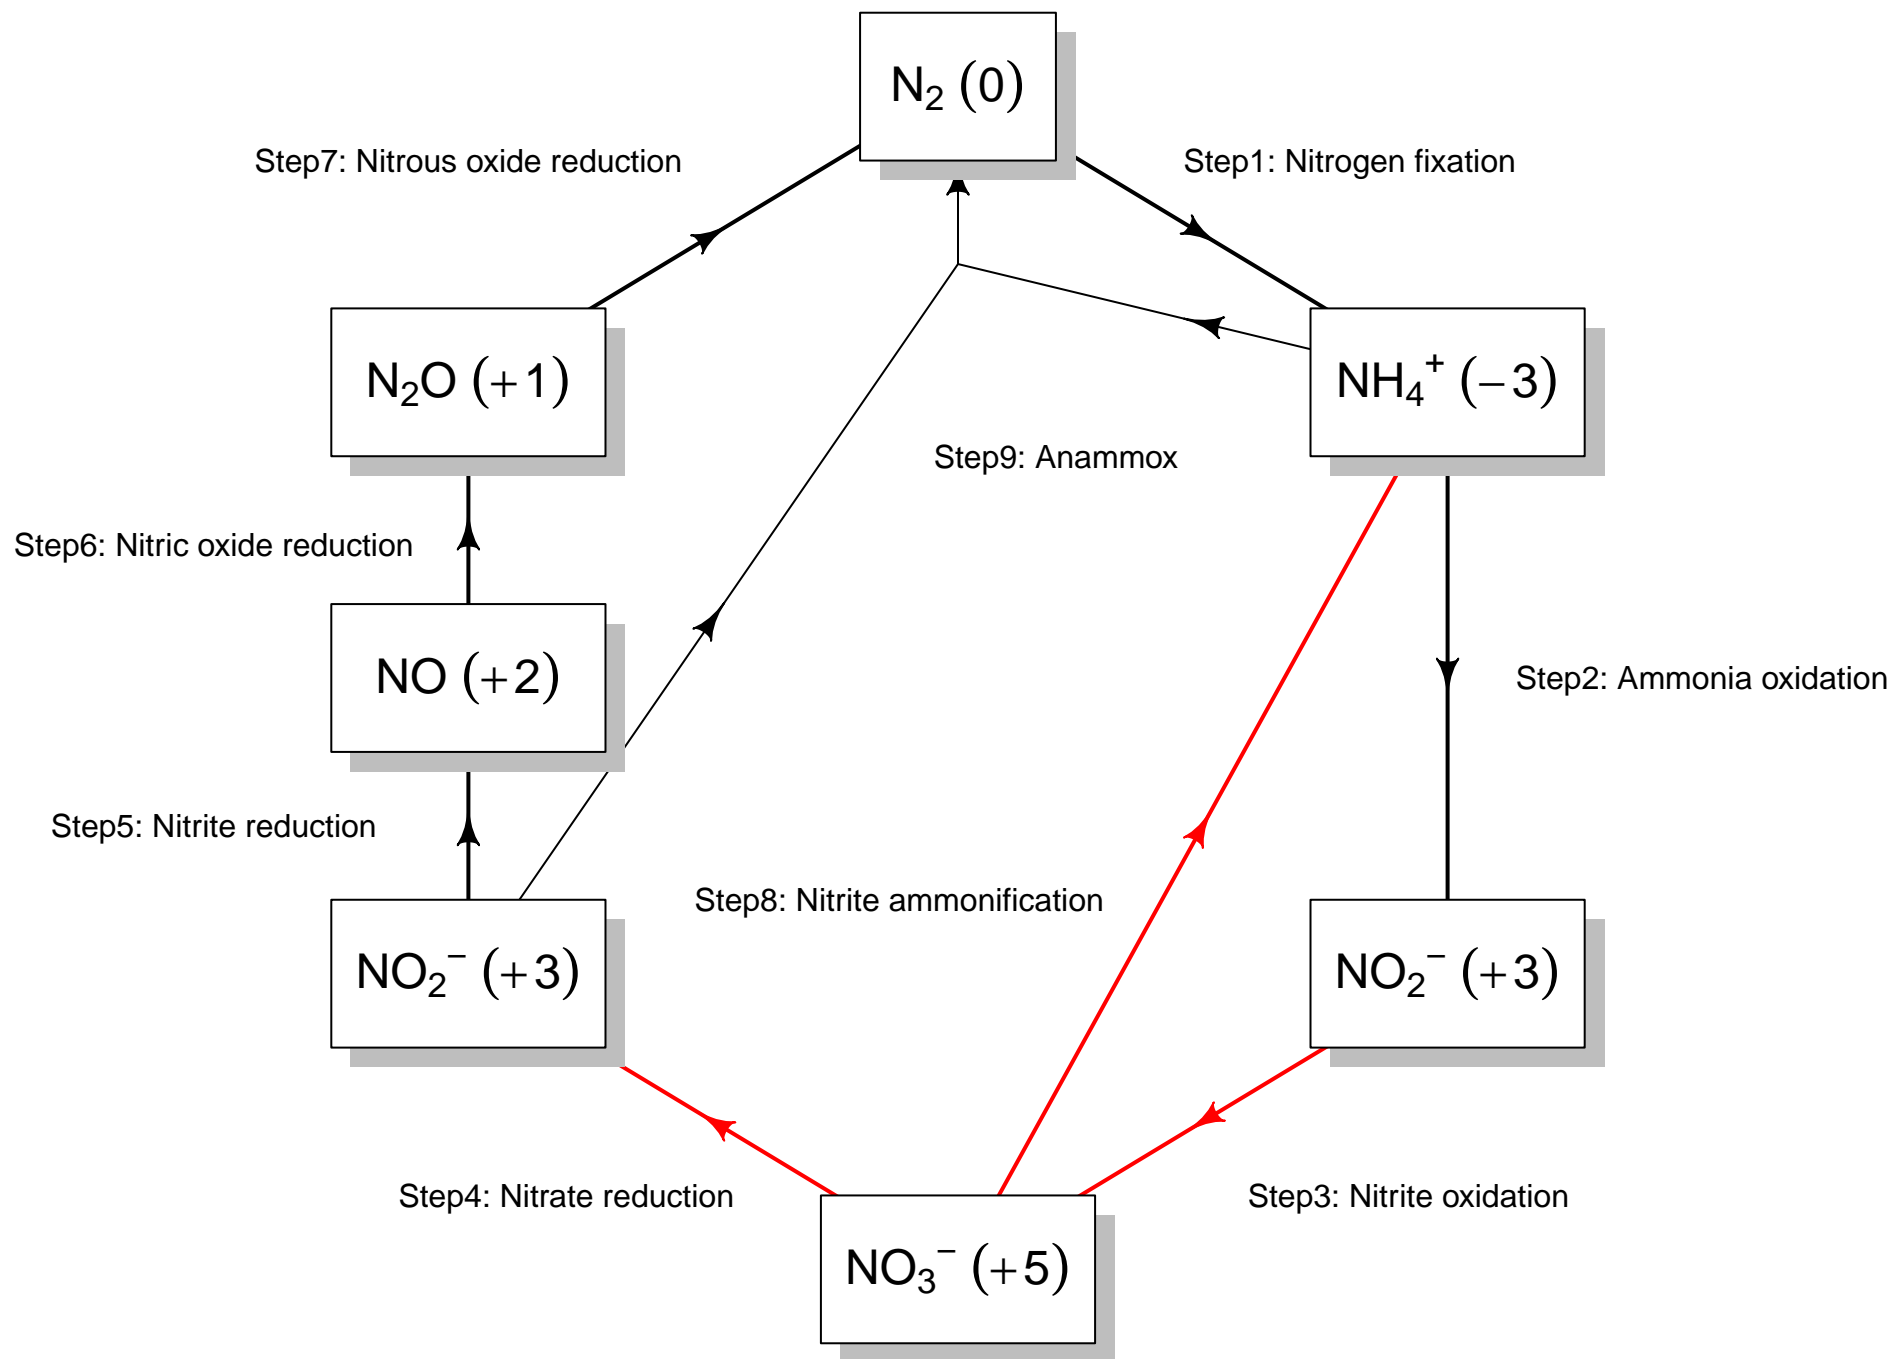 N₂ (0)
Step7: Nitrous oxide reduction
Step1: Nitrogen fixation
N₂O (+1)
NH₄⁺ (−3)
Step9: Anammox
Step6: Nitric oxide reduction
NO (+2)
Step2: Ammonia oxidation
Step5: Nitrite reduction
Step8: Nitrite ammonification
NO₂⁻ (+3)
NO₂⁻ (+3)
Step4: Nitrate reduction
Step3: Nitrite oxidation
NO₃⁻ (+5)